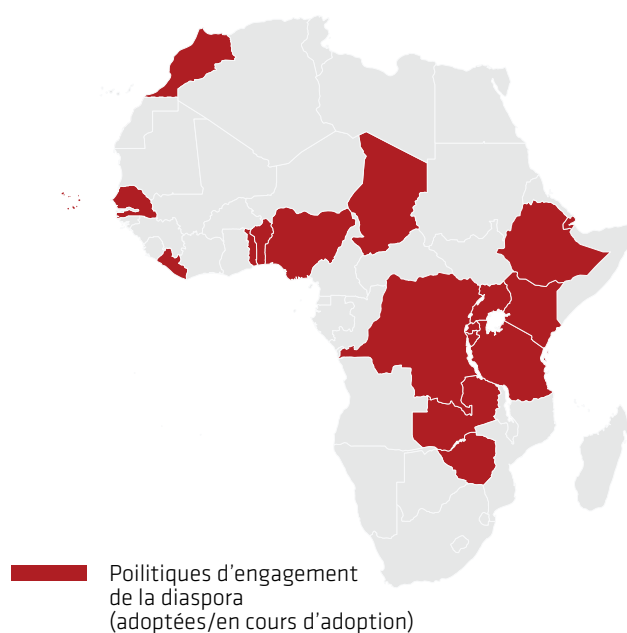 Poilitiques d'engagement
de la diaspora
(adoptées/en cours d'adoption)